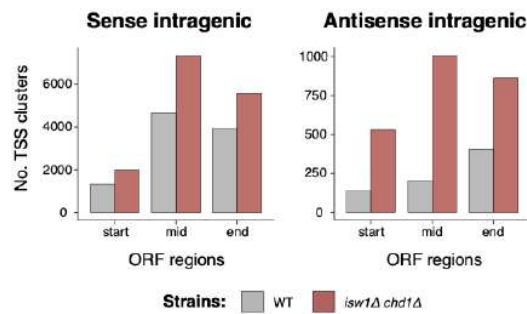 Sense intragenic
Antisense intragenic
No. TSS clusters
6000
4000
2000
0
start mid end
ORF regions
1000
750
500
250
0
start mid end
ORF regions
Strains: WT isw1Δ chd1Δ